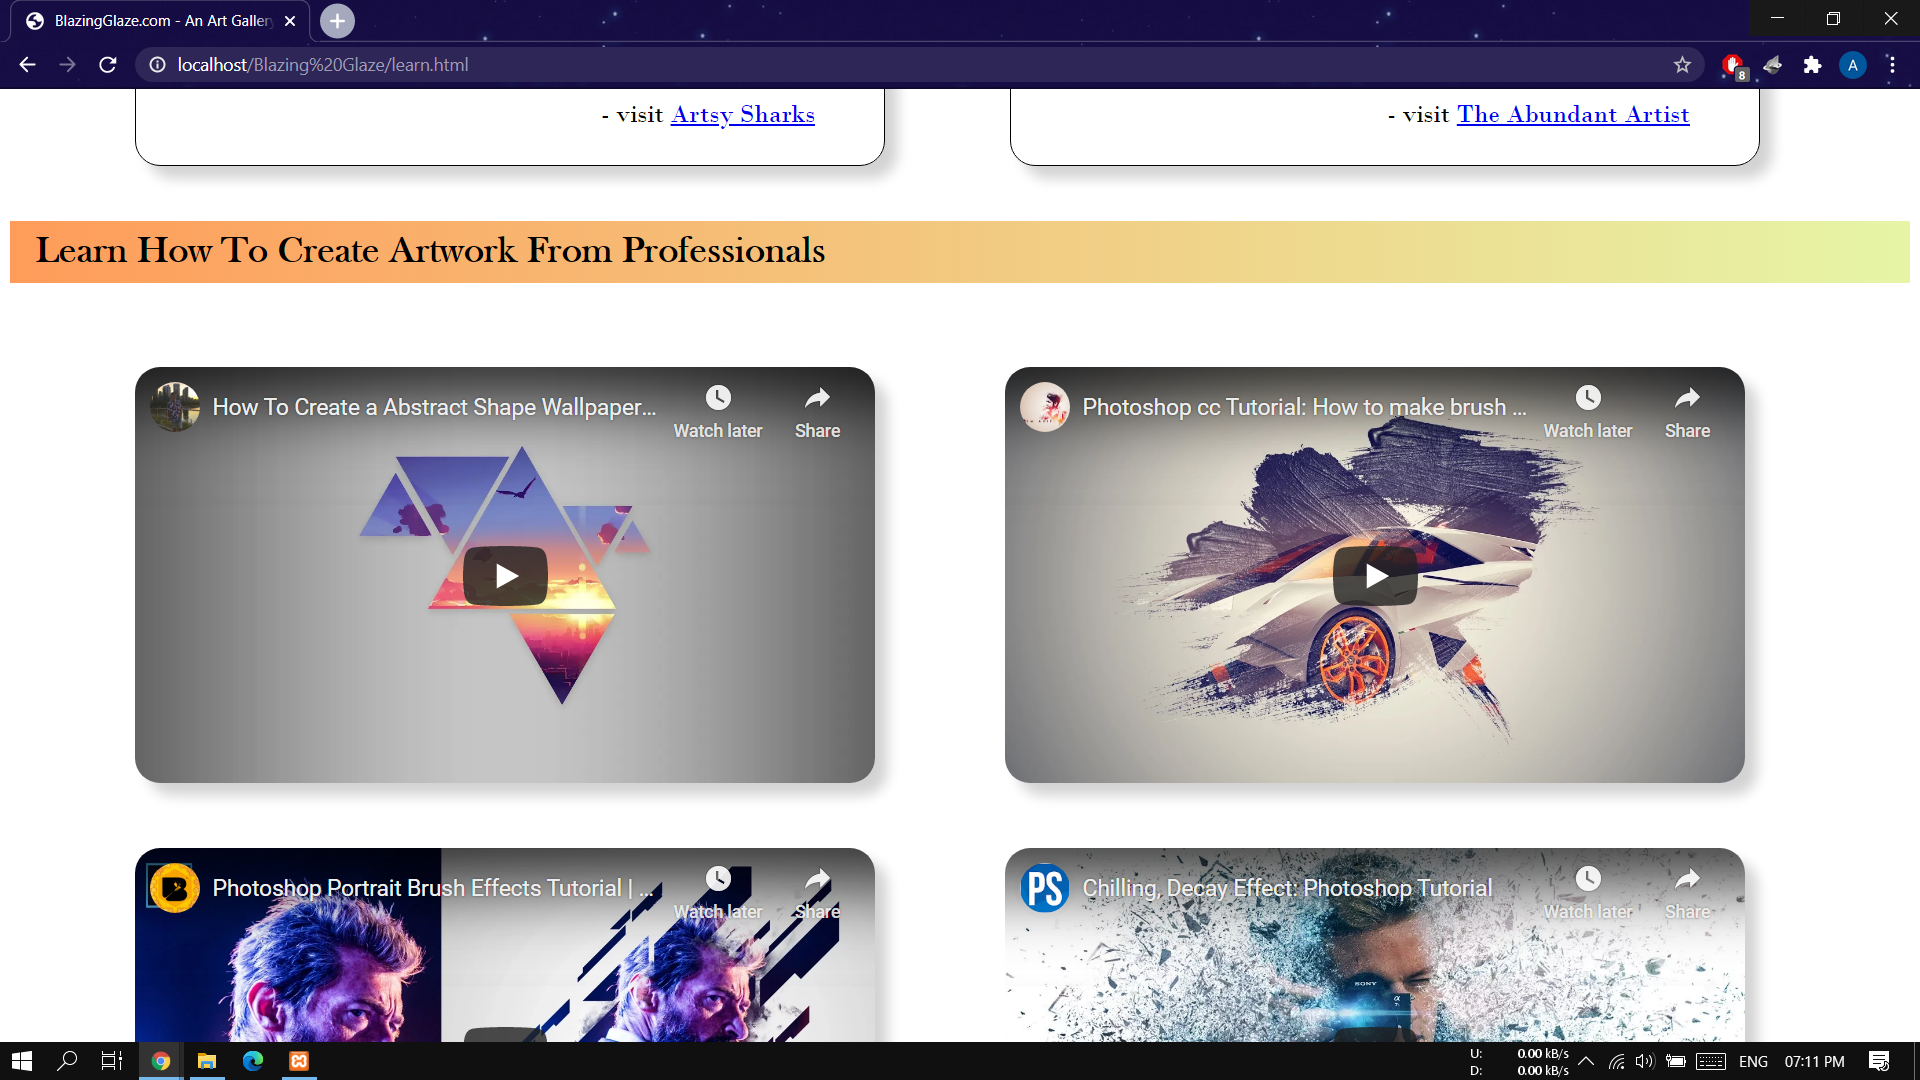 BlazingGlaze.com - An Art Gallery
localhost/Blazing%20Glaze/learn.html
8
A
- visit Artsy Sharks
- visit The Abundant Artist
Learn How To Create Artwork From Professionals
How To Create a Abstract Shape Wallpaper...
Watch later
Share
Photoshop cc Tutorial: How to make brush ...
Watch later
Share
B
Photoshop Portrait Brush Effects Tutorial | ...
Watch later
Share
PS
Chilling, Decay Effect: Photoshop Tutorial
Watch later
Share
SONY
α
U: 0.00 kB/s
D: 0.00 kB/s
ENG
07:11 PM